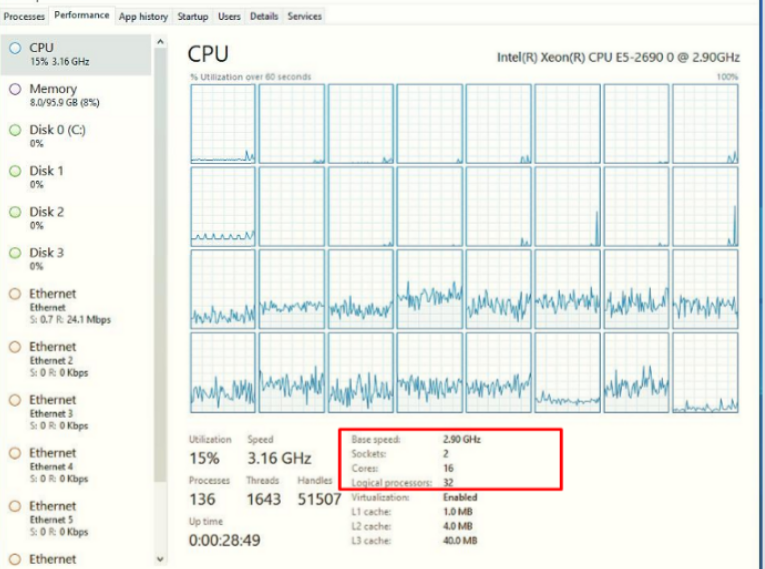 Processes Performance App history Startup Users Details Services
CPU
15% 3.16 GHz
Memory
8.0/95.9 GB (8%)
Disk 0 (C:)
0%
Disk 1
0%
Disk 2
0%
Disk 3
0%
Ethernet
Ethernet
S: 0.7 R: 24.1 Mbps
Ethernet
Ethernet 2
S: 0 R: 0 Kbps
Ethernet
Ethernet 3
S: 0 R: 0 Kbps
Ethernet
Ethernet 4
S: 0 R: 0 Kbps
Ethernet
Ethernet 5
S: 0 R: 0 Kbps
Ethernet
CPU Intel(R) Xeon(R) CPU E5-2690 0 @ 2.90GHz
% Utilization over 60 seconds 100%
Utilization Speed
15% 3.16 GHz
Processes Threads Handles
136 1643 51507
Up time
0:00:28:49
Base speed: 2.90 GHz
Sockets: 2
Cores: 16
Logical processors: 32
Virtualization: Enabled
L1 cache: 1.0 MB
L2 cache: 4.0 MB
L3 cache: 40.0 MB